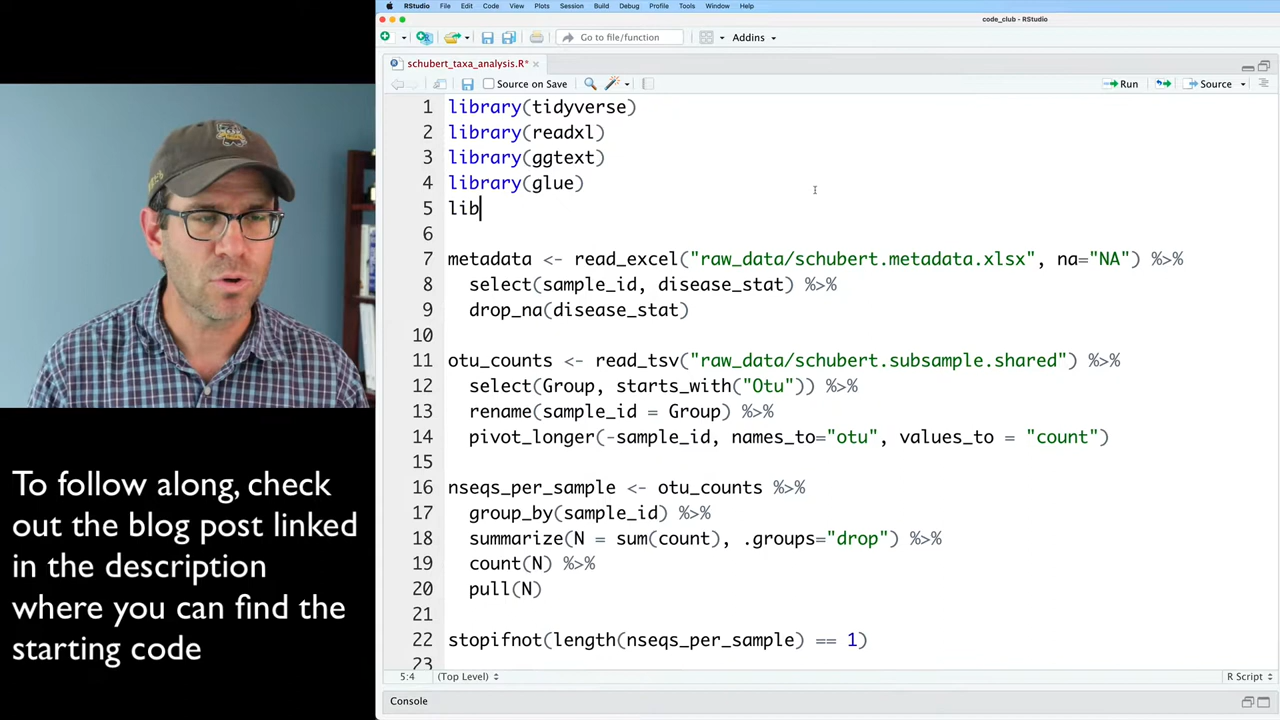 RStudio File Edit Code View Plots Session Build Debug Profile Tools Window Help
code_club - RStudio
Go to file/function Addins
schubert_taxa_analysis.R*
Source on Save Run Source
1 library(tidyverse)
2 library(readxl)
3 library(ggtext)
4 library(glue)
5 lib
6
7 metadata <- read_excel("raw_data/schubert.metadata.xlsx", na="NA") %>%
8 select(sample_id, disease_stat) %>%
9 drop_na(disease_stat)
10
11 otu_counts <- read_tsv("raw_data/schubert.subsample.shared") %>%
12 select(Group, starts_with("Otu")) %>%
13 rename(sample_id = Group) %>%
14 pivot_longer(-sample_id, names_to="otu", values_to = "count")
15
16 nseqs_per_sample <- otu_counts %>%
17 group_by(sample_id) %>%
18 summarize(N = sum(count), .groups="drop") %>%
19 count(N) %>%
20 pull(N)
21
22 stopifnot(length(nseqs_per_sample) == 1)
23
5:4 (Top Level) R Script
Console
To follow along, check
out the blog post linked
in the description
where you can find the
starting code